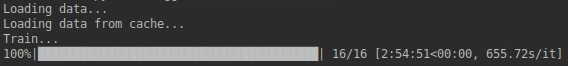 Loading data...
Loading data from cache...
Train...
100%|████████████████████████████████████████| 16/16 [2:54:51<00:00, 655.72s/it]